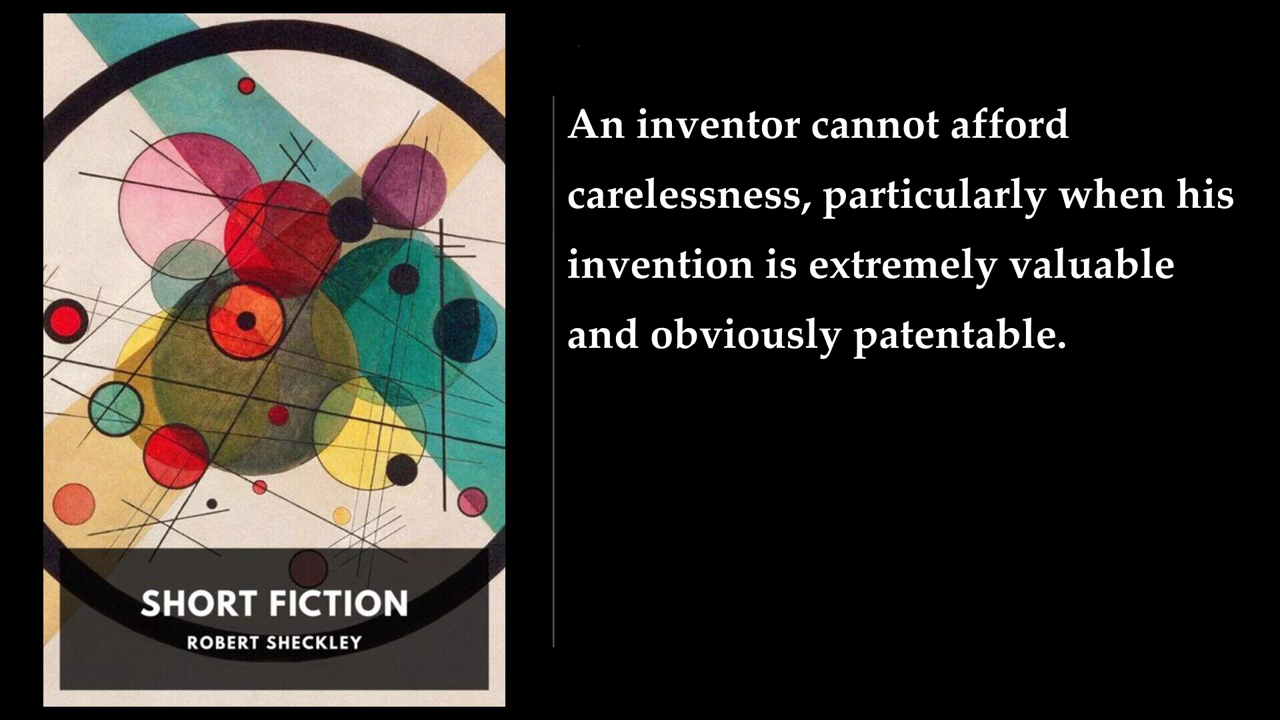 An inventor cannot afford
carelessness, particularly when his
invention is extremely valuable
and obviously patentable.
SHORT FICTION
ROBERT SHECKLEY